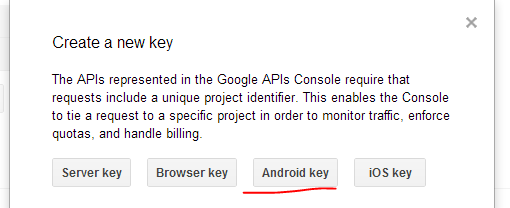 Create a new key
The APIs represented in the Google APIs Console require that
requests include a unique project identifier. This enables the Console
to tie a request to a specific project in order to monitor traffic, enforce
quotas, and handle billing.
Server key Browser key Android key iOS key